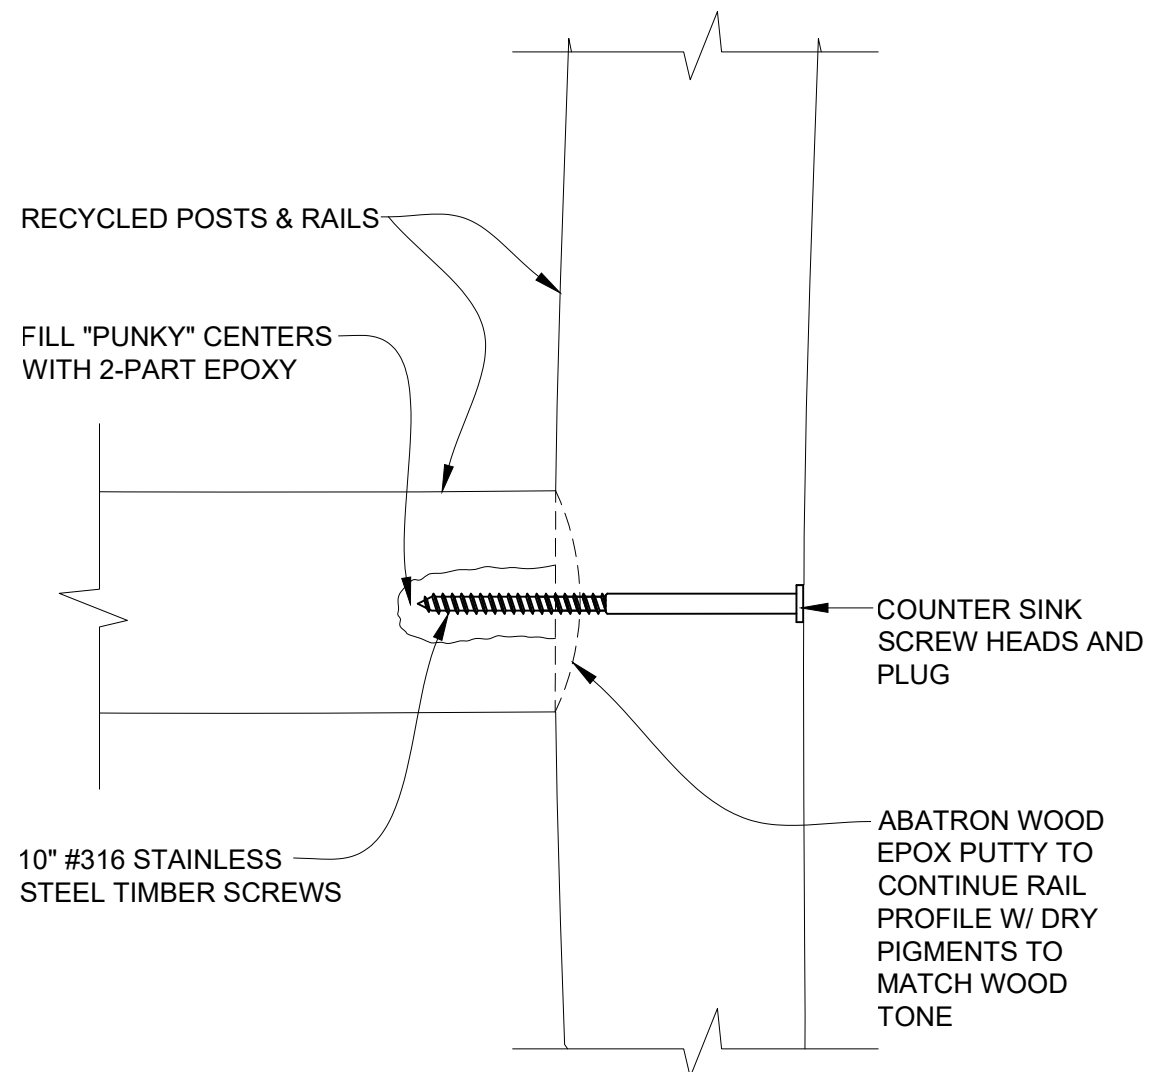 RECYCLED POSTS & RAILS
FILL "PUNKY" CENTERS
WITH 2-PART EPOXY
COUNTER SINK
SCREW HEADS AND
PLUG
10" #316 STAINLESS
STEEL TIMBER SCREWS
ABATRON WOOD
EPOX PUTTY TO
CONTINUE RAIL
PROFILE W/ DRY
PIGMENTS TO
MATCH WOOD
TONE